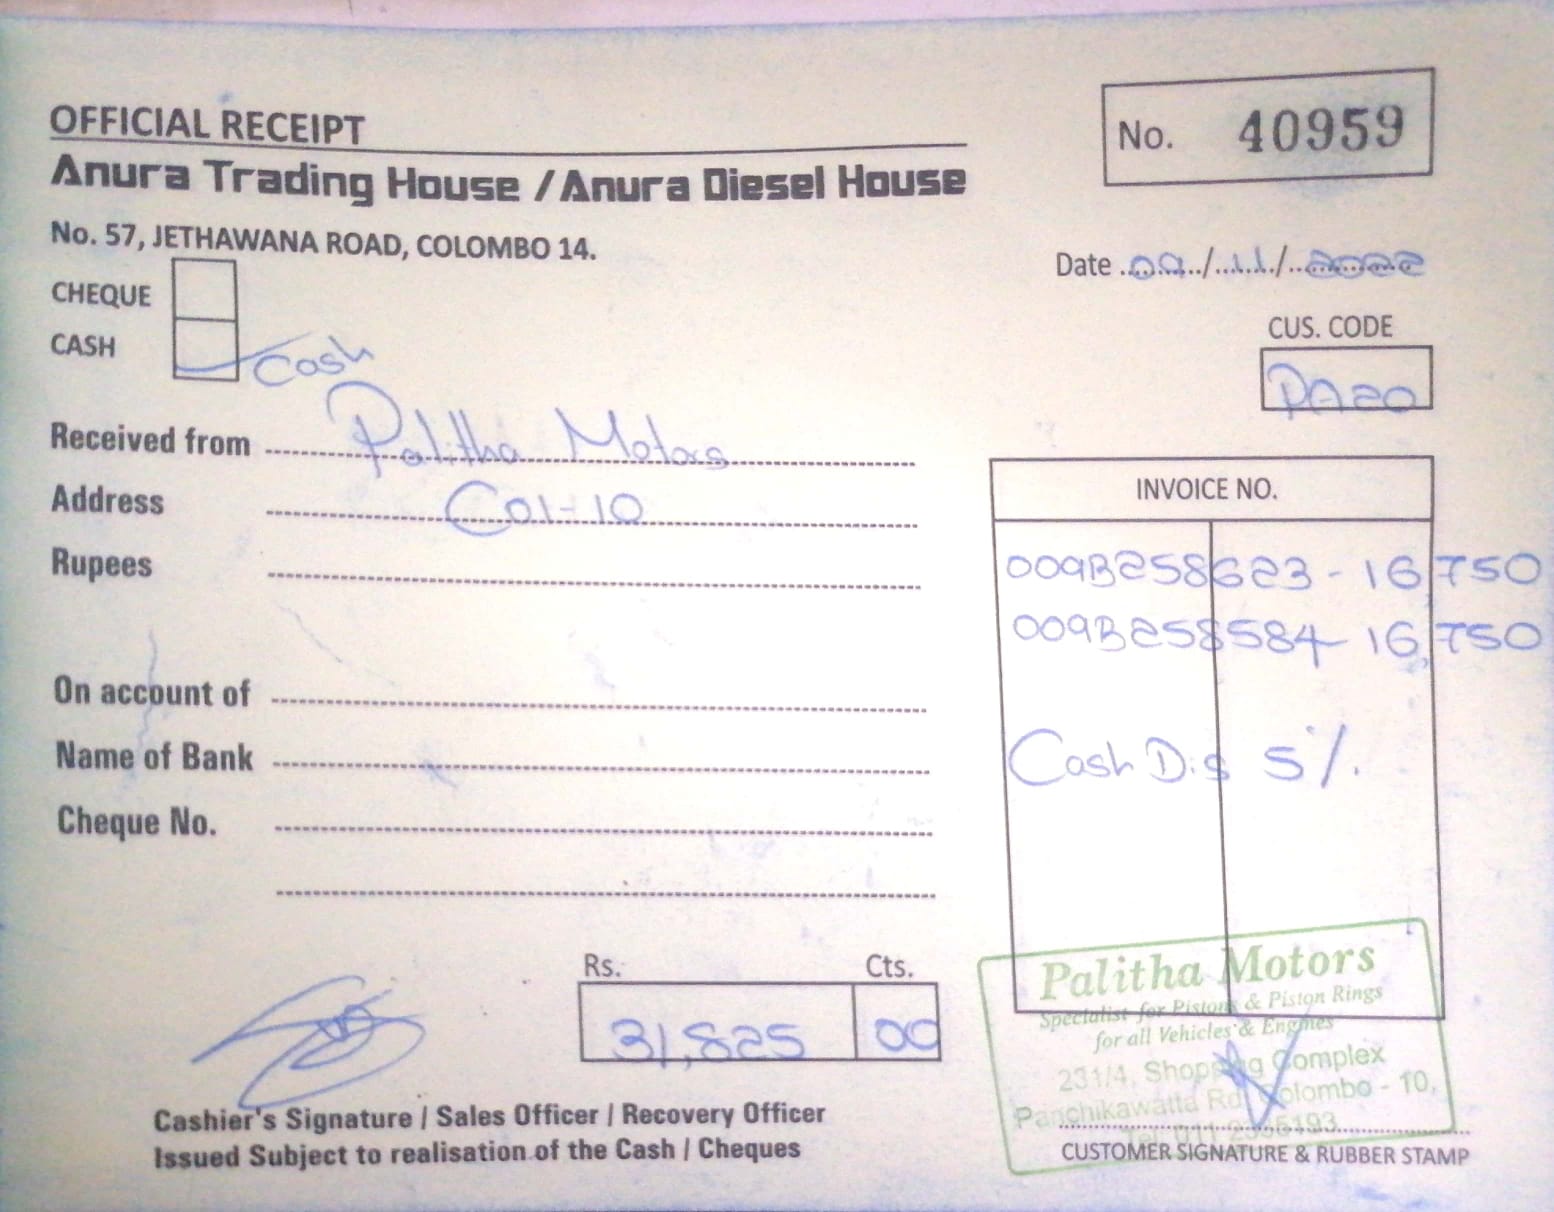 OFFICIAL RECEIPT
No. 40959
Anura Trading House / Anura Diesel House
No. 57, JETHAWANA ROAD, COLOMBO 14.
Date 09/11/2022
CHEQUE
CASH Cash
CUS. CODE
PA20
Received from Palitha Motors
Address Col-10
Rupees
On account of
Name of Bank
Cheque No.
INVOICE NO.
009B258623 - 16,750
009B258584 - 16,750
Cash Dis 5%.
Rs. Cts.
31,825 00
Cashier's Signature / Sales Officer / Recovery Officer
Issued Subject to realisation of the Cash / Cheques
Palitha Motors
Specialist for Pistons & Piston Rings
for all Vehicles & Engines
231/4, Shopping Complex
Panchikawatta Rd, Colombo - 10.
Tel: 011
CUSTOMER SIGNATURE & RUBBER STAMP